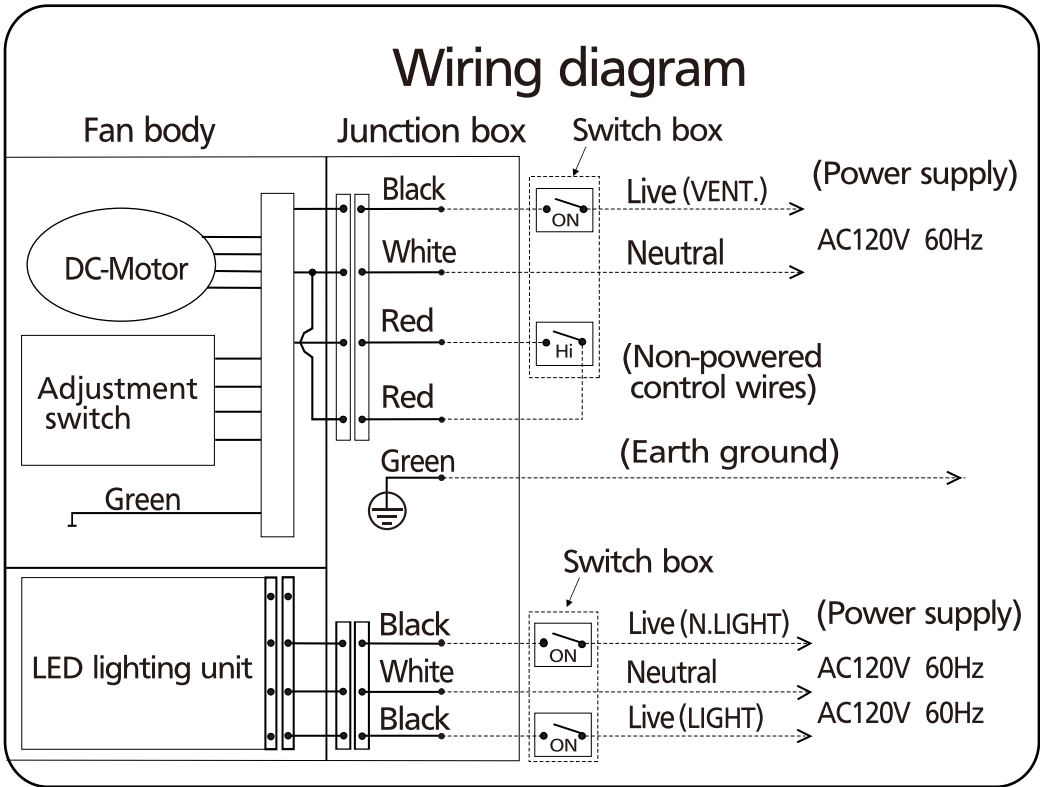 Wiring diagram
Fan body
Junction box
Switch box
Black
ON
Live (VENT.)
(Power supply)
DC-Motor
White
Neutral
AC120V 60Hz
Red
Hi
(Non-powered
control wires)
Adjustment
switch
Red
Green
(Earth ground)
Green
Switch box
Black
ON
Live (N.LIGHT)
(Power supply)
LED lighting unit
White
Neutral
AC120V 60Hz
Black
ON
Live (LIGHT)
AC120V 60Hz